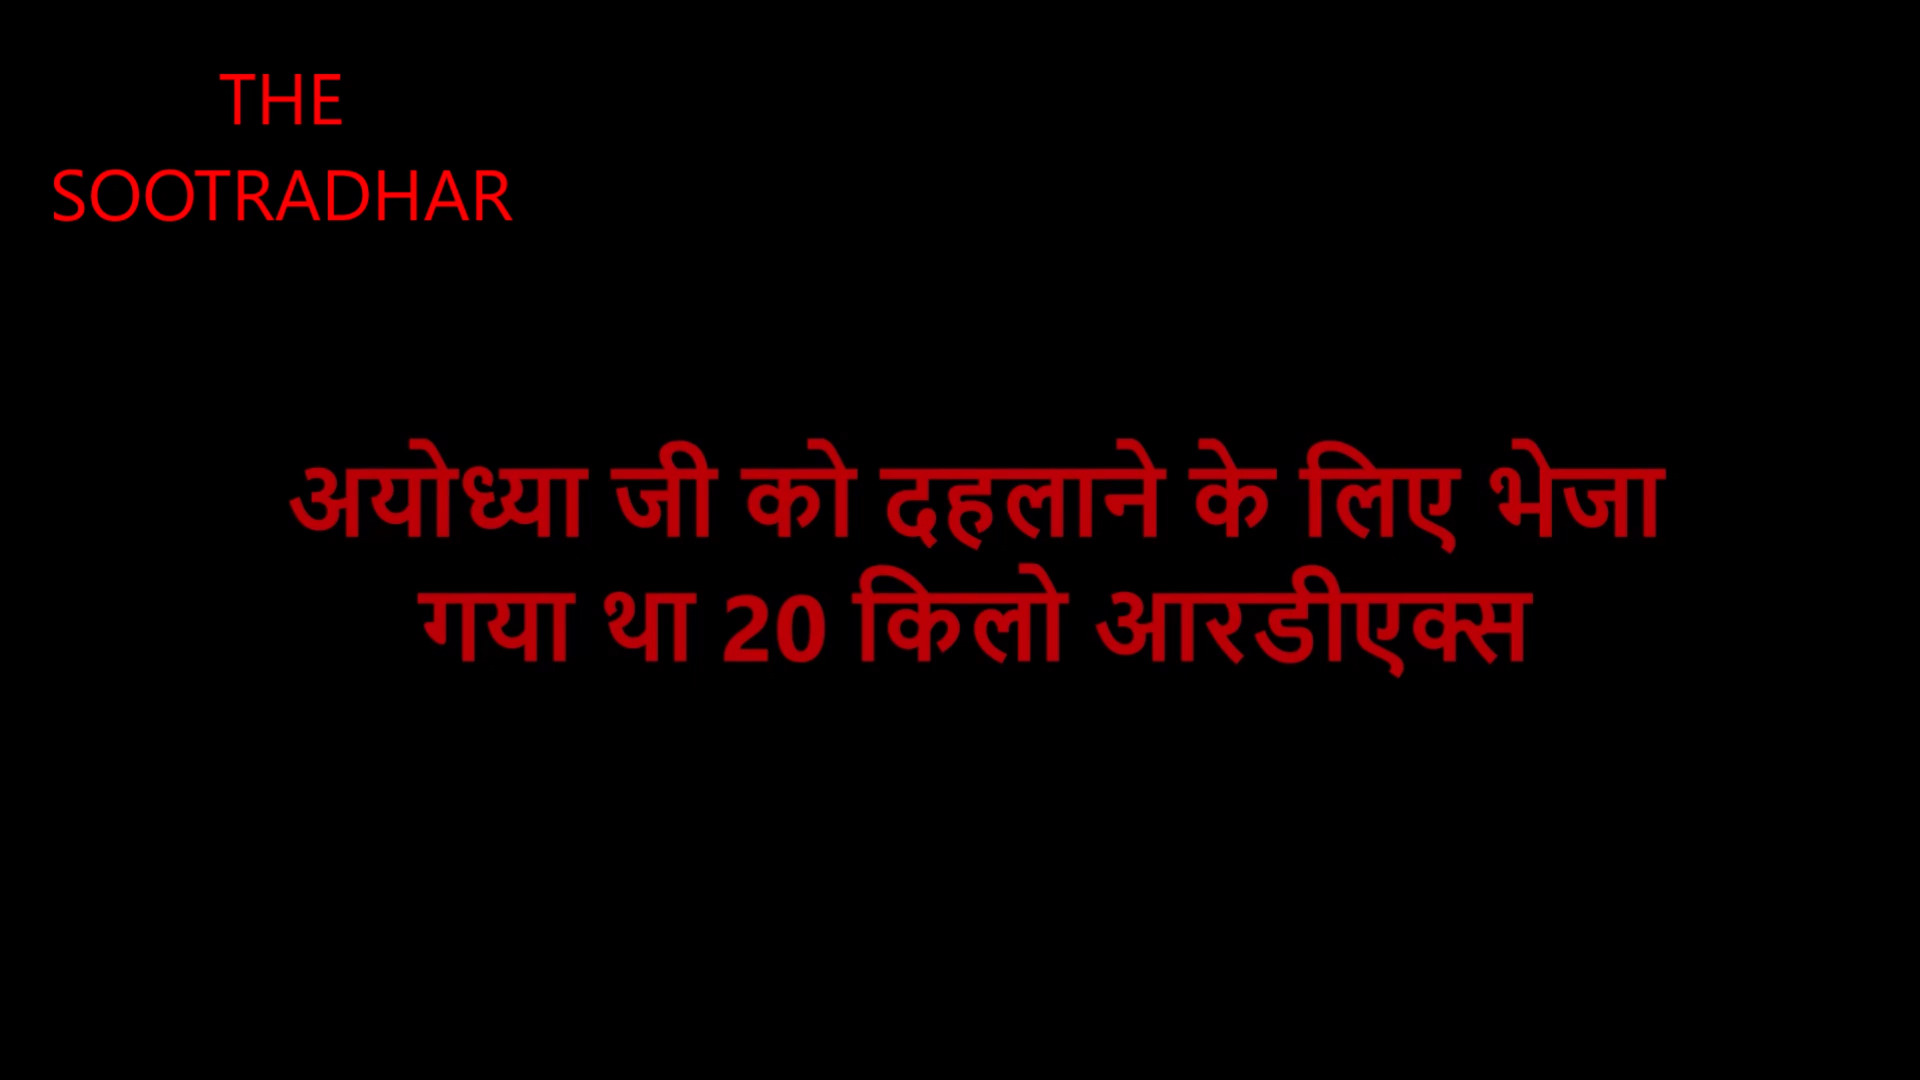 THE
SOOTRADHAR
अयोध्या जी को दहलाने के लिए भेजा
गया था 20 किलो आरडीएक्स